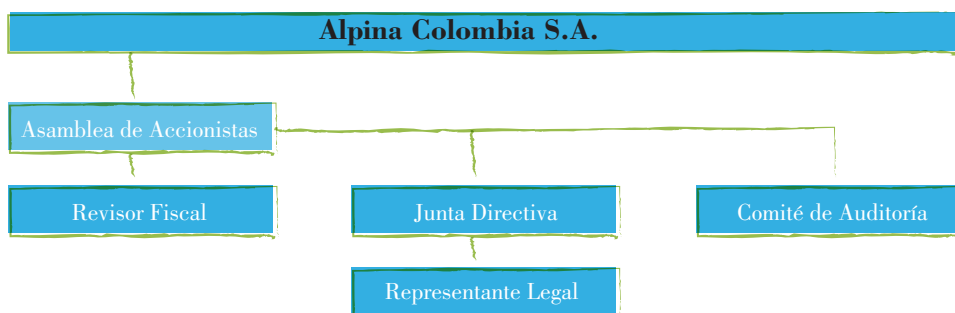 Alpina Colombia S.A.
Asamblea de Accionistas
Revisor Fiscal
Junta Directiva
Comité de Auditoría
Representante Legal